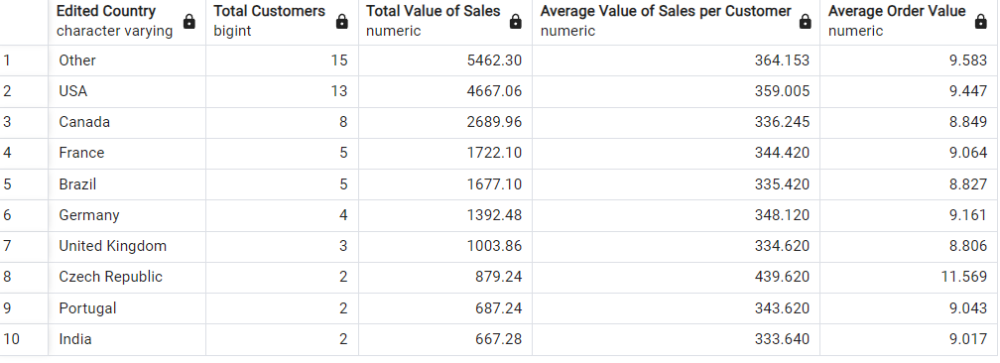 Edited Country Total Customers Total Value of Sales Average Value of Sales per Customer Average Order Value
character varying bigint numeric numeric numeric
1 Other 15 5462.30 364.153 9.583
2 USA 13 4667.06 359.005 9.447
3 Canada 8 2689.96 336.245 8.849
4 France 5 1722.10 344.420 9.064
5 Brazil 5 1677.10 335.420 8.827
6 Germany 4 1392.48 348.120 9.161
7 United Kingdom 3 1003.86 334.620 8.806
8 Czech Republic 2 879.24 439.620 11.569
9 Portugal 2 687.24 343.620 9.043
10 India 2 667.28 333.640 9.017